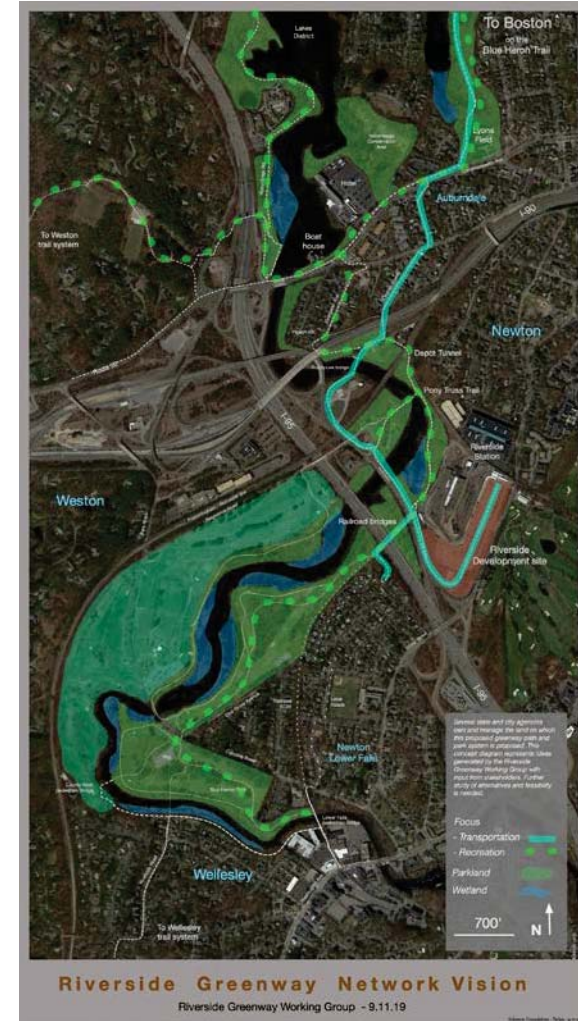 To Boston
on the
Blue Heron Trail
Lakes
District
Lyons
Field
Hotel
Auburndale
I-90
To Weston
trail system
Boat
house
Newton
Depot Tunnel
Pony Truss Trail
I-95
Riverside
Station
Weston
Railroad bridges
Riverside
Development site
I-95
Newton
Lower Falls
Wellesley
To Wellesley
trail system
Several state and city agencies
own and manage the land on which
this proposed greenway path and
park system is proposed. This
concept diagram represents ideas
generated by the Riverside
Greenway Working Group with
input from stakeholders. Further
study of alternatives and feasibility
is needed.
Focus
- Transportation
- Recreation
Parkland
Wetland
700'
N
Riverside Greenway Network Vision
Riverside Greenway Working Group - 9.11.19